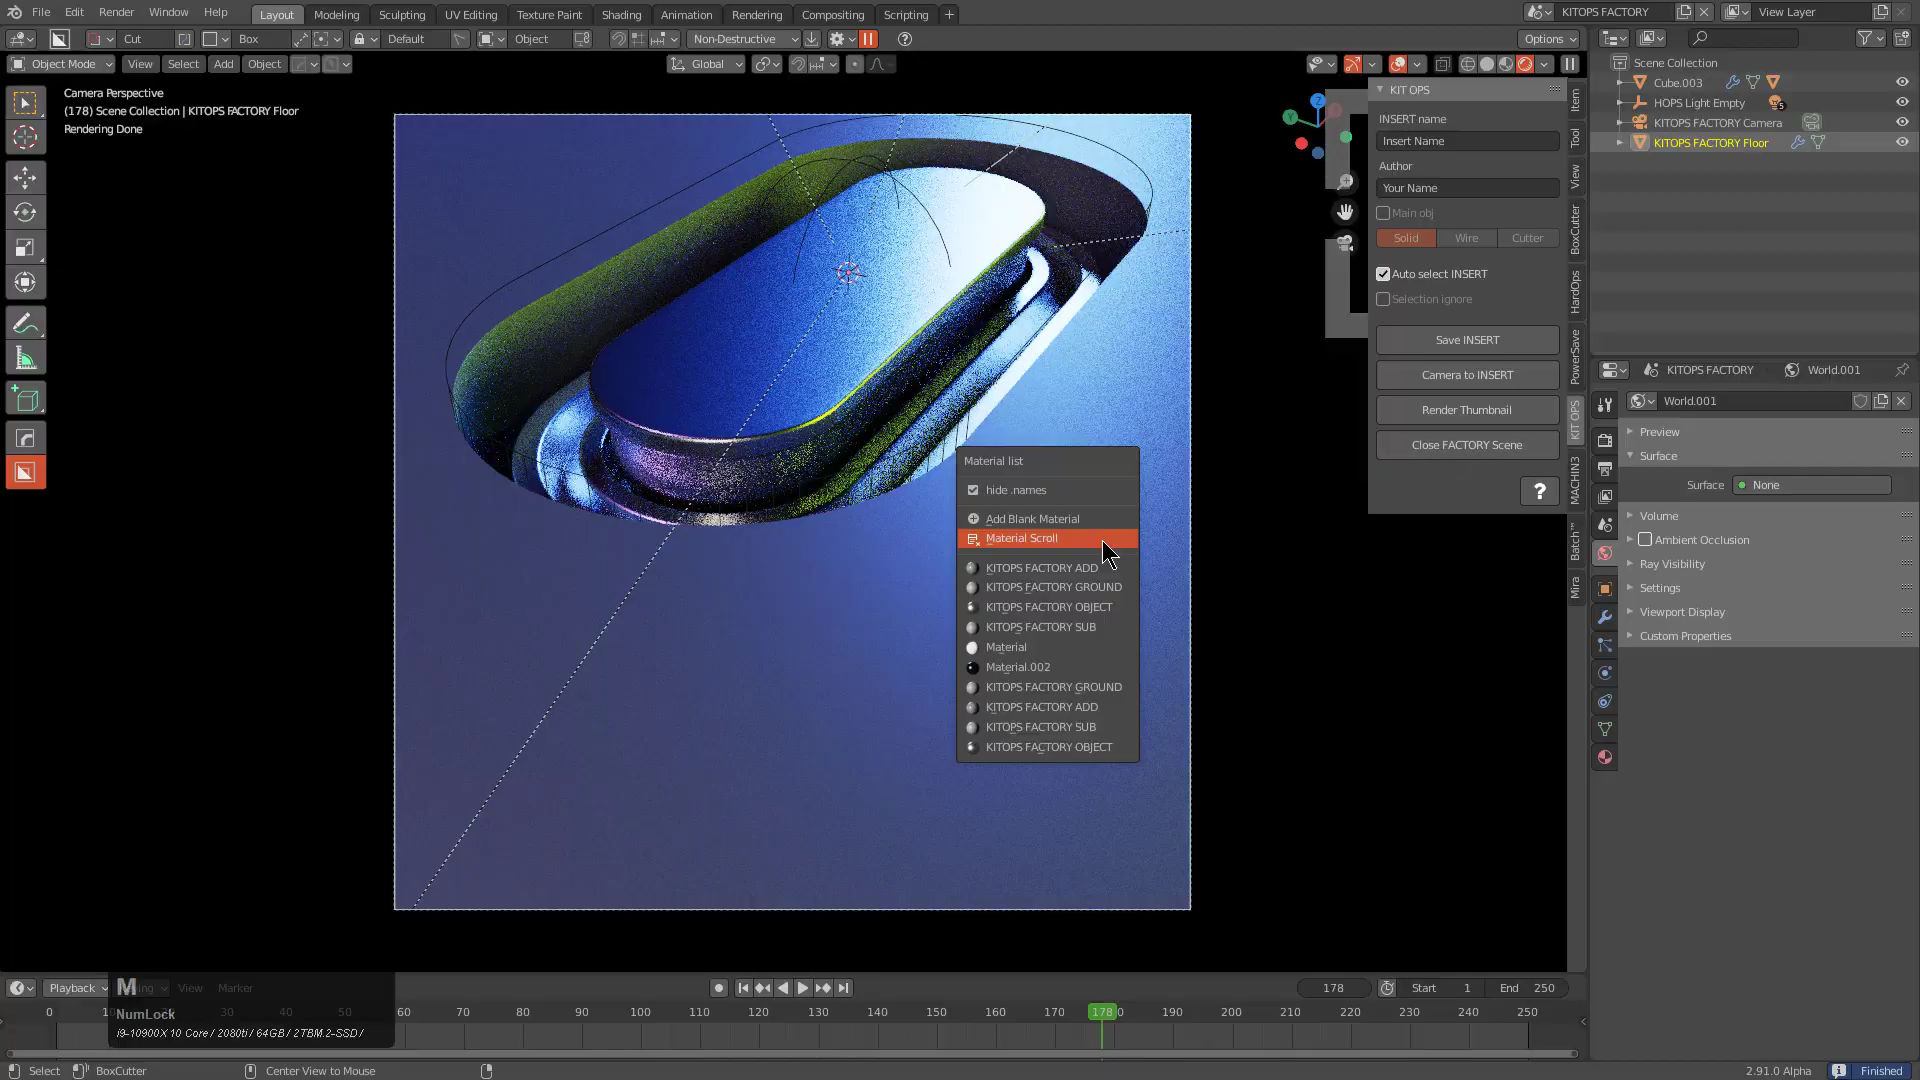 File Edit Render Window Help
Layout Modeling Sculpting UV Editing Texture Paint Shading Animation Rendering Compositing Scripting
KITOPS FACTORY View Layer
Cut Box Default Object Non-Destructive Options
Object Mode View Select Add Object Global
Camera Perspective
(178) Scene Collection | KITOPS FACTORY Floor
Rendering Done
Z
Y
KIT OPS
INSERT name
Insert Name
Author
Your Name
Main obj
Solid Wire Cutter
Auto select INSERT
Selection ignore
Save INSERT
Camera to INSERT
Render Thumbnail
Close FACTORY Scene
?
Item
Tool
View
BoxCutter
HardOps
PowerSave
KIT OPS
MACHIN3
Batch™
Mira
Scene Collection
Cube.003
HOPS Light Empty 5
KITOPS FACTORY Camera
KITOPS FACTORY Floor
KITOPS FACTORY World.001
World.001
Preview
Surface
Surface None
Volume
Ambient Occlusion
Ray Visibility
Settings
Viewport Display
Custom Properties
Material list
hide .names
Add Blank Material
Material Scroll
KITOPS FACTORY ADD
KITOPS FACTORY GROUND
KITOPS FACTORY OBJECT
KITOPS FACTORY SUB
Material
Material.002
KITOPS FACTORY GROUND
KITOPS FACTORY ADD
KITOPS FACTORY SUB
KITOPS FACTORY OBJECT
Playback View Marker
178 Start 1 End 250
M
NumLock
i9-10900X 10 Core / 2080ti / 64GB / 2TBM.2-SSD /
0 30 40 50 60 70 80 90 100 110 120 130 140 150 160 170 178 190 200 210 220 230 240 250
Select BoxCutter Center View to Mouse
2.91.0 Alpha Finished